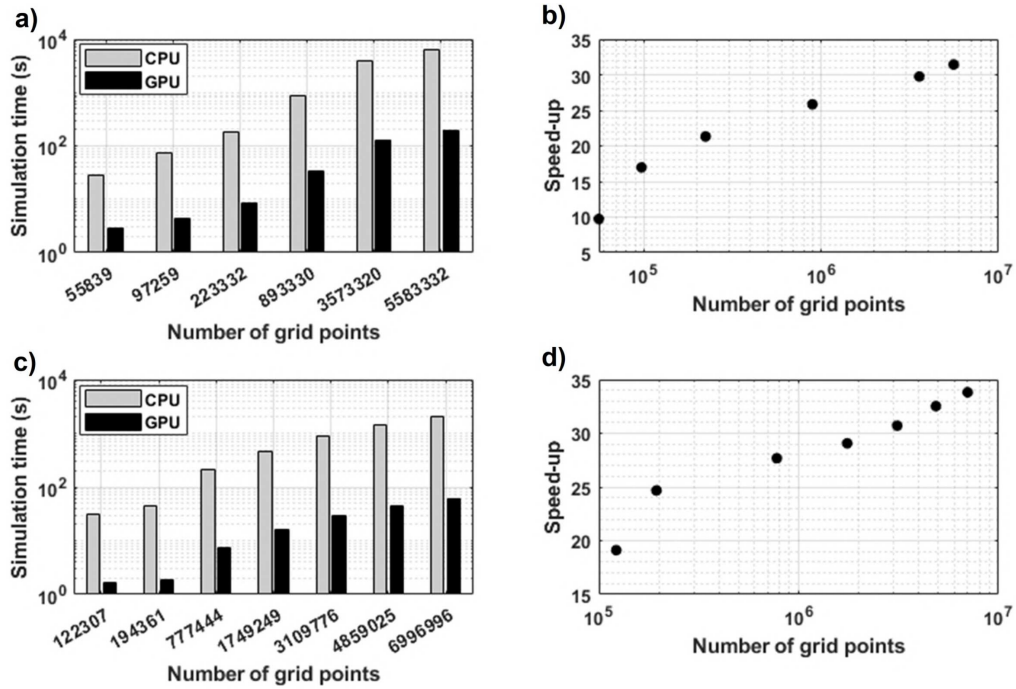 a)
Simulation time (s)
10^4
10^2
10^0
CPU
GPU
55839
97259
223332
893330
3573320
5583332
Number of grid points
b)
Speed-up
35
30
25
20
15
10
5
10^5
10^6
10^7
Number of grid points
c)
Simulation time (s)
10^4
10^2
10^0
CPU
GPU
122307
194361
777444
1749249
3109776
4859025
6996996
Number of grid points
d)
Speed-up
35
30
25
20
15
10^5
10^6
10^7
Number of grid points